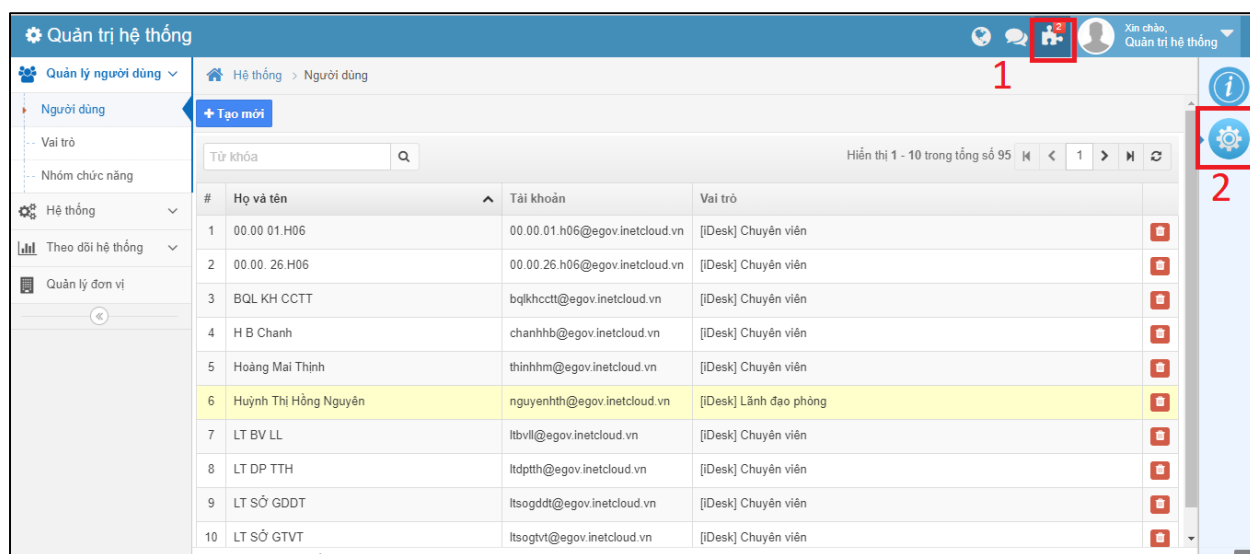 Quản trị hệ thống
2
Xin chào,
Quản trị hệ thống
1
Quản lý người dùng
Người dùng
Vai trò
Nhóm chức năng
Hệ thống
Theo dõi hệ thống
Quản lý đơn vị
Hệ thống > Người dùng
+ Tạo mới
Từ khóa
Hiển thị 1 - 10 trong tổng số 95
1
i
2
# Họ và tên Tài khoản Vai trò
1 00.00 01.H06 00.00.01.h06@egov.inetcloud.vn [iDesk] Chuyên viên
2 00.00. 26.H06 00.00.26.h06@egov.inetcloud.vn [iDesk] Chuyên viên
3 BQL KH CCTT bqlkhcctt@egov.inetcloud.vn [iDesk] Chuyên viên
4 H B Chanh chanhhb@egov.inetcloud.vn [iDesk] Chuyên viên
5 Hoàng Mai Thịnh thinhhm@egov.inetcloud.vn [iDesk] Chuyên viên
6 Huỳnh Thị Hồng Nguyên nguyenhth@egov.inetcloud.vn [iDesk] Lãnh đạo phòng
7 LT BV LL ltbvll@egov.inetcloud.vn [iDesk] Chuyên viên
8 LT DP TTH ltdptth@egov.inetcloud.vn [iDesk] Chuyên viên
9 LT SỞ GDDT ltsogddt@egov.inetcloud.vn [iDesk] Chuyên viên
10 LT SỞ GTVT ltsogtvt@egov.inetcloud.vn [iDesk] Chuyên viên